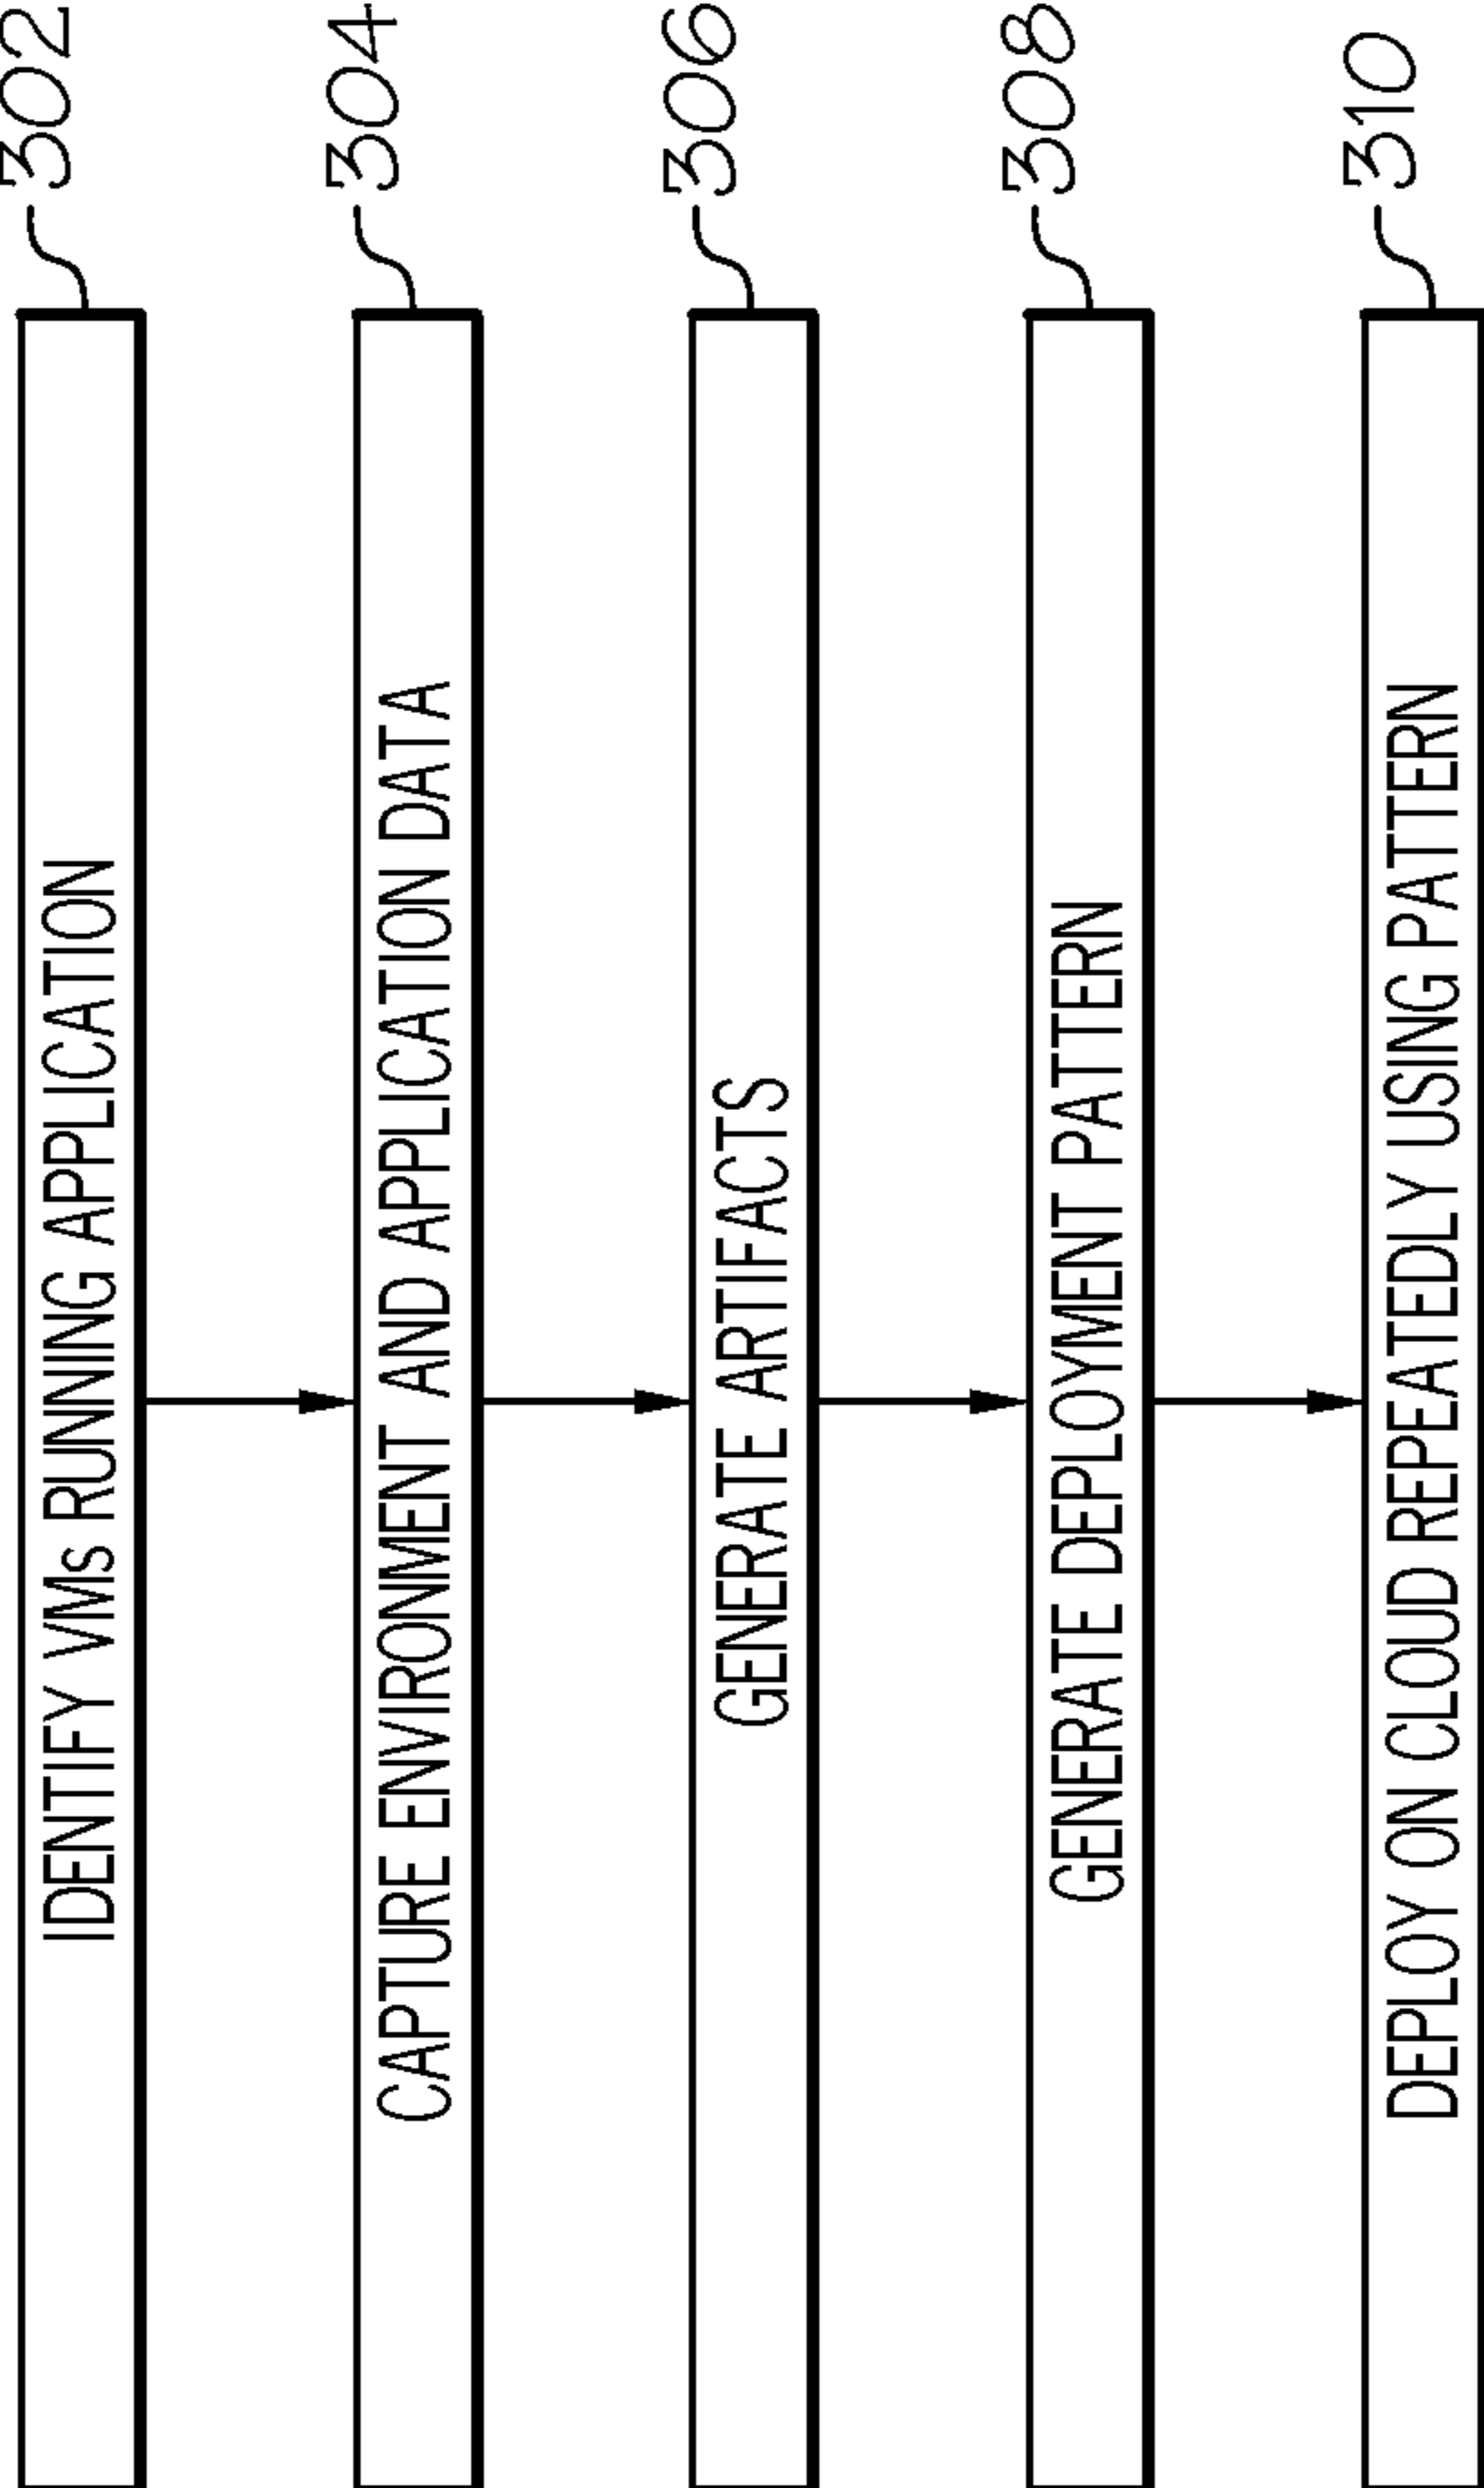 302
IDENTIFY VMs RUNNING APPLICATION
304
CAPTURE ENVIRONMENT AND APPLICATION DATA
306
GENERATE ARTIFACTS
308
GENERATE DEPLOYMENT PATTERN
310
DEPLOY ON CLOUD REPEATEDLY USING PATTERN